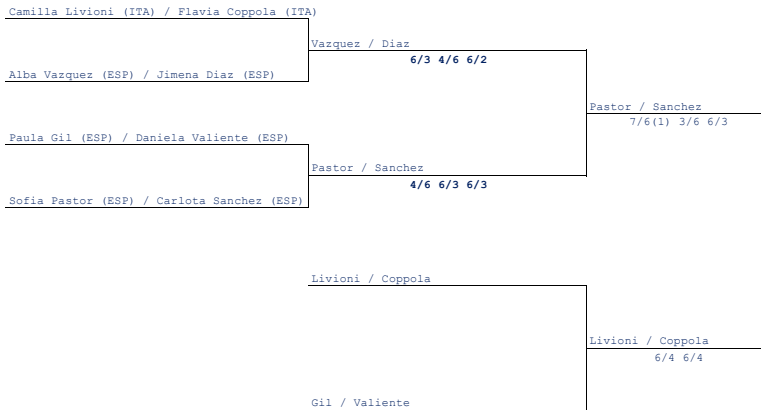 Camilla Livioni (ITA) / Flavia Coppola (ITA)
Vazquez / Diaz
6/3 4/6 6/2
Alba Vazquez (ESP) / Jimena Diaz (ESP)
Pastor / Sanchez
7/6(1) 3/6 6/3
Paula Gil (ESP) / Daniela Valiente (ESP)
Pastor / Sanchez
4/6 6/3 6/3
Sofia Pastor (ESP) / Carlota Sanchez (ESP)
Livioni / Coppola
Livioni / Coppola
6/4 6/4
Gil / Valiente